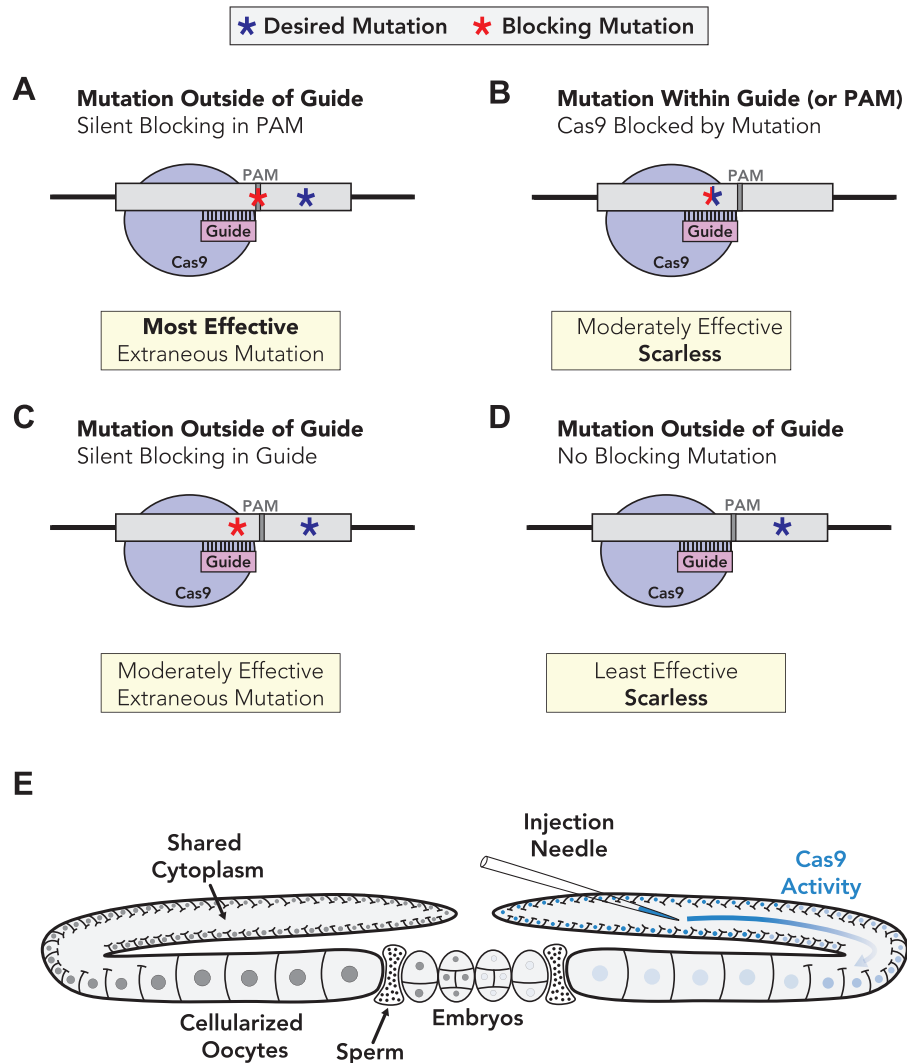 * Desired Mutation * Blocking Mutation
A
Mutation Outside of Guide
Silent Blocking in PAM
PAM
Guide
Cas9
Most Effective
Extraneous Mutation
B
Mutation Within Guide (or PAM)
Cas9 Blocked by Mutation
PAM
Guide
Cas9
Moderately Effective
Scarless
C
Mutation Outside of Guide
Silent Blocking in Guide
PAM
Guide
Cas9
Moderately Effective
Extraneous Mutation
D
Mutation Outside of Guide
No Blocking Mutation
PAM
Guide
Cas9
Least Effective
Scarless
E
Shared
Cytoplasm
Injection
Needle
Cas9
Activity
Cellularized
Oocytes
Sperm
Embryos